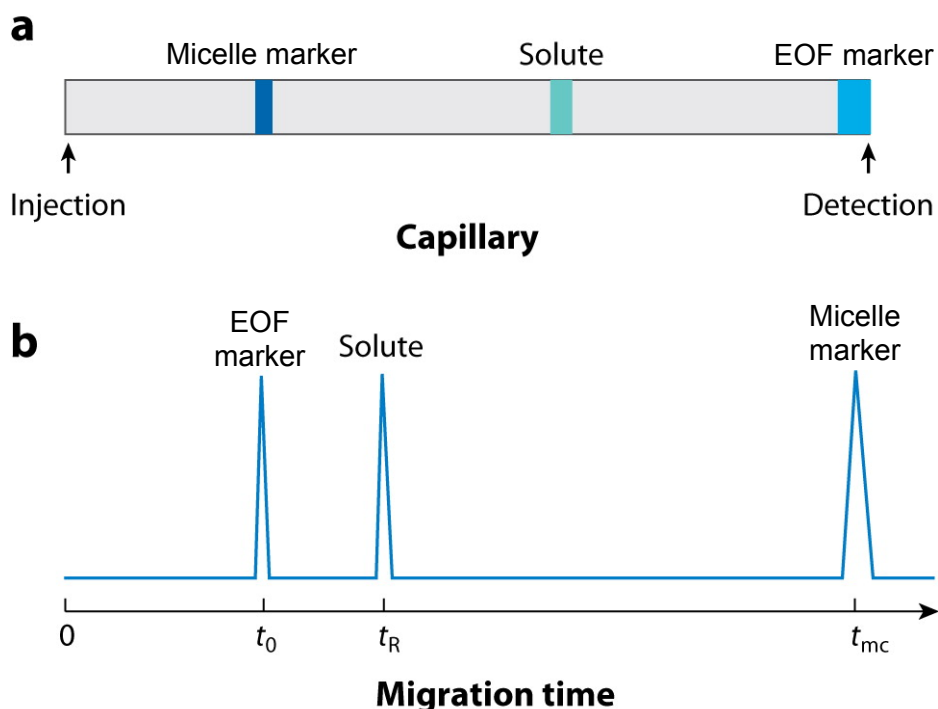 a
Micelle marker
Solute
EOF marker
Injection
Detection
Capillary
b
EOF
marker
Solute
Micelle
marker
0
t0
tR
tmc
Migration time